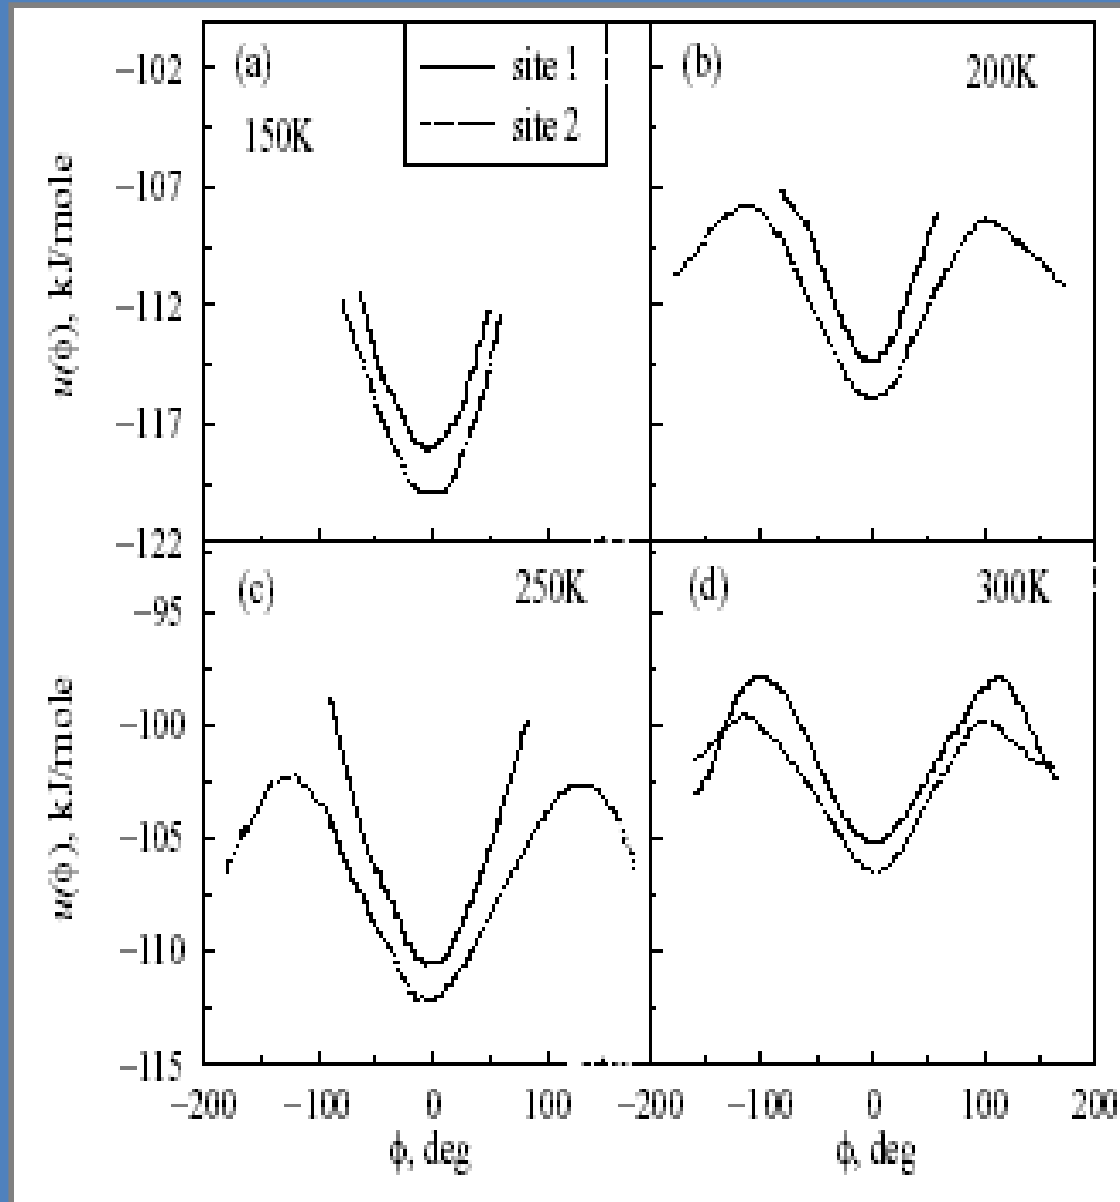 (a)
site 1
site 2
150K
(b)
200K
−102
−107
−112
−117
−122
u(ϕ), kJ/mole
(c)
250K
(d)
300K
−95
−100
−105
−110
−115
u(ϕ), kJ/mole
−200 −100 0 100 −200 −100 0 100 200
ϕ, deg
ϕ, deg